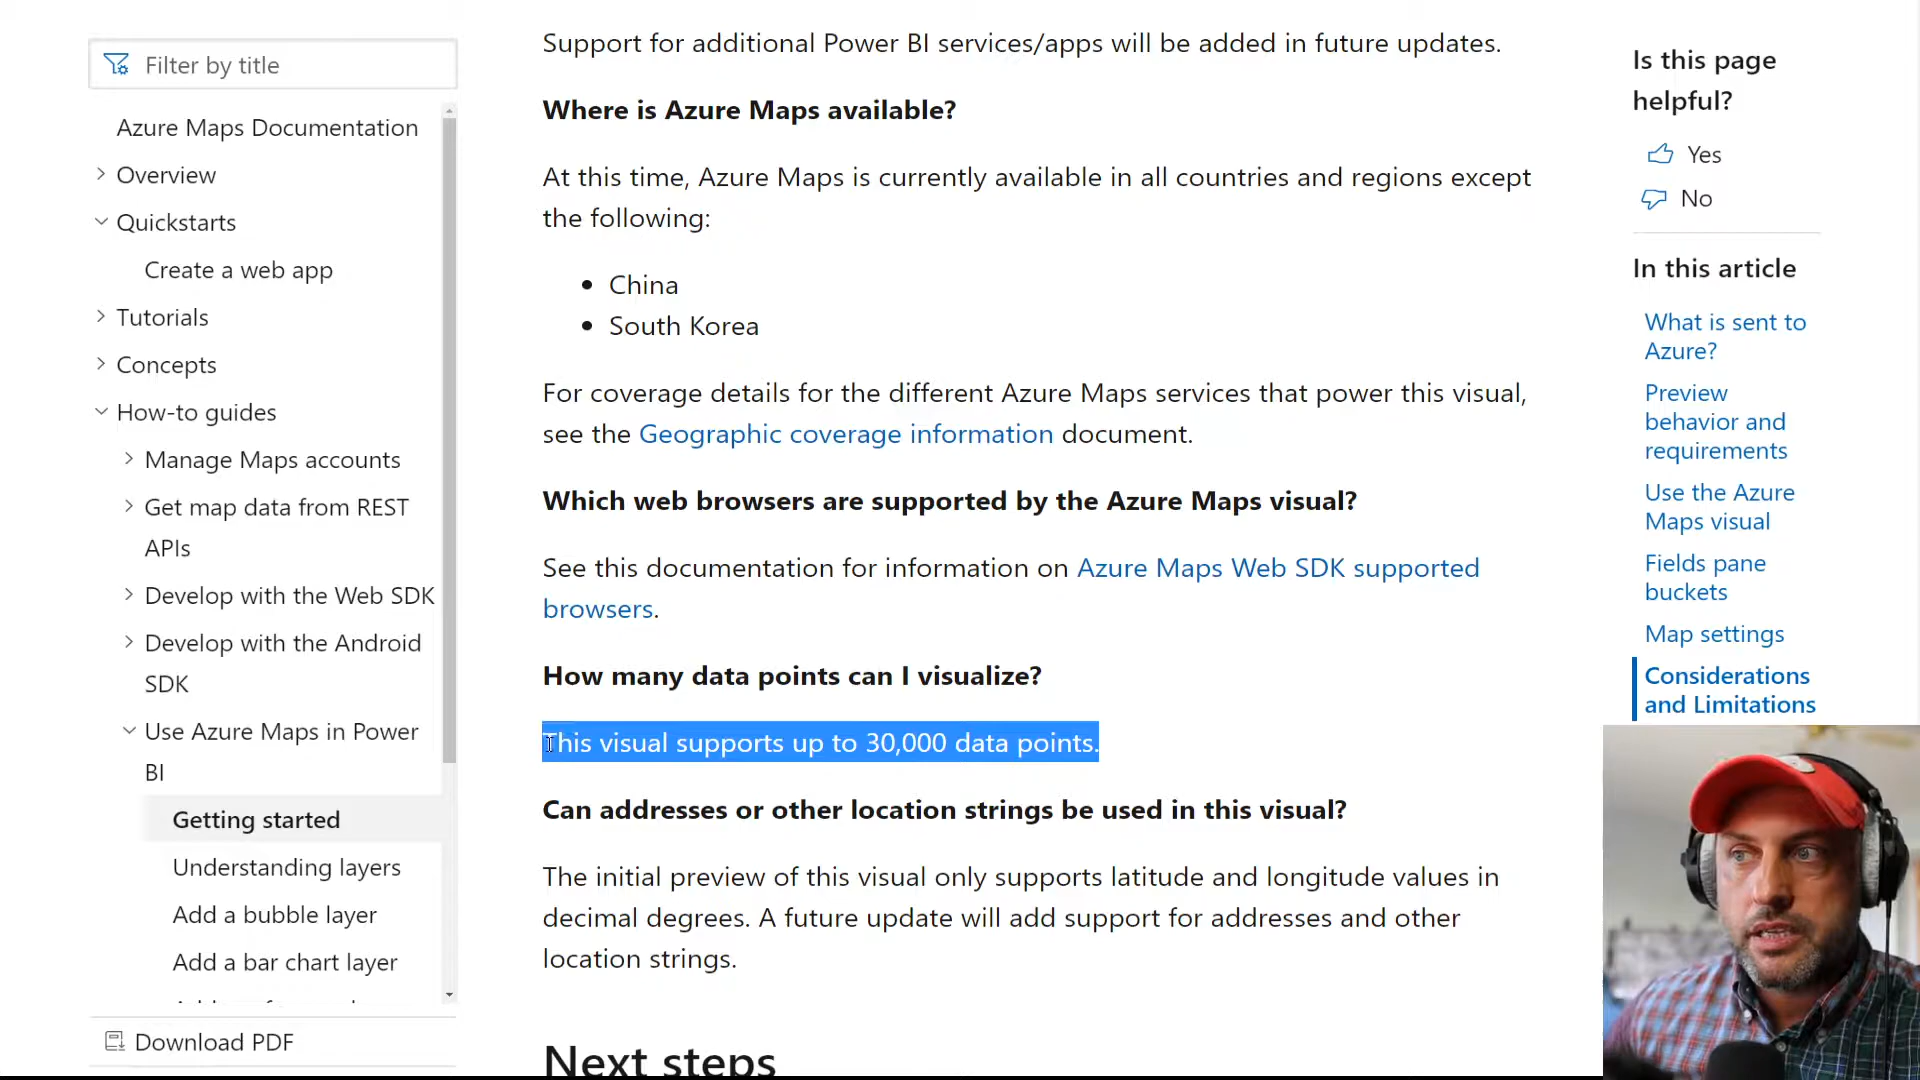 Filter by title
Azure Maps Documentation
Overview
Quickstarts
Create a web app
Tutorials
Concepts
How-to guides
Manage Maps accounts
Get map data from REST
APIs
Develop with the Web SDK
Develop with the Android
SDK
Use Azure Maps in Power
BI
Getting started
Understanding layers
Add a bubble layer
Add a bar chart layer
Download PDF
Support for additional Power BI services/apps will be added in future updates.
Where is Azure Maps available?
At this time, Azure Maps is currently available in all countries and regions except
the following:
• China
• South Korea
For coverage details for the different Azure Maps services that power this visual,
see the Geographic coverage information document.
Which web browsers are supported by the Azure Maps visual?
See this documentation for information on Azure Maps Web SDK supported
browsers.
How many data points can I visualize?
This visual supports up to 30,000 data points.
Can addresses or other location strings be used in this visual?
The initial preview of this visual only supports latitude and longitude values in
decimal degrees. A future update will add support for addresses and other
location strings.
Next steps
Is this page
helpful?
Yes
No
In this article
What is sent to
Azure?
Preview
behavior and
requirements
Use the Azure
Maps visual
Fields pane
buckets
Map settings
Considerations
and Limitations